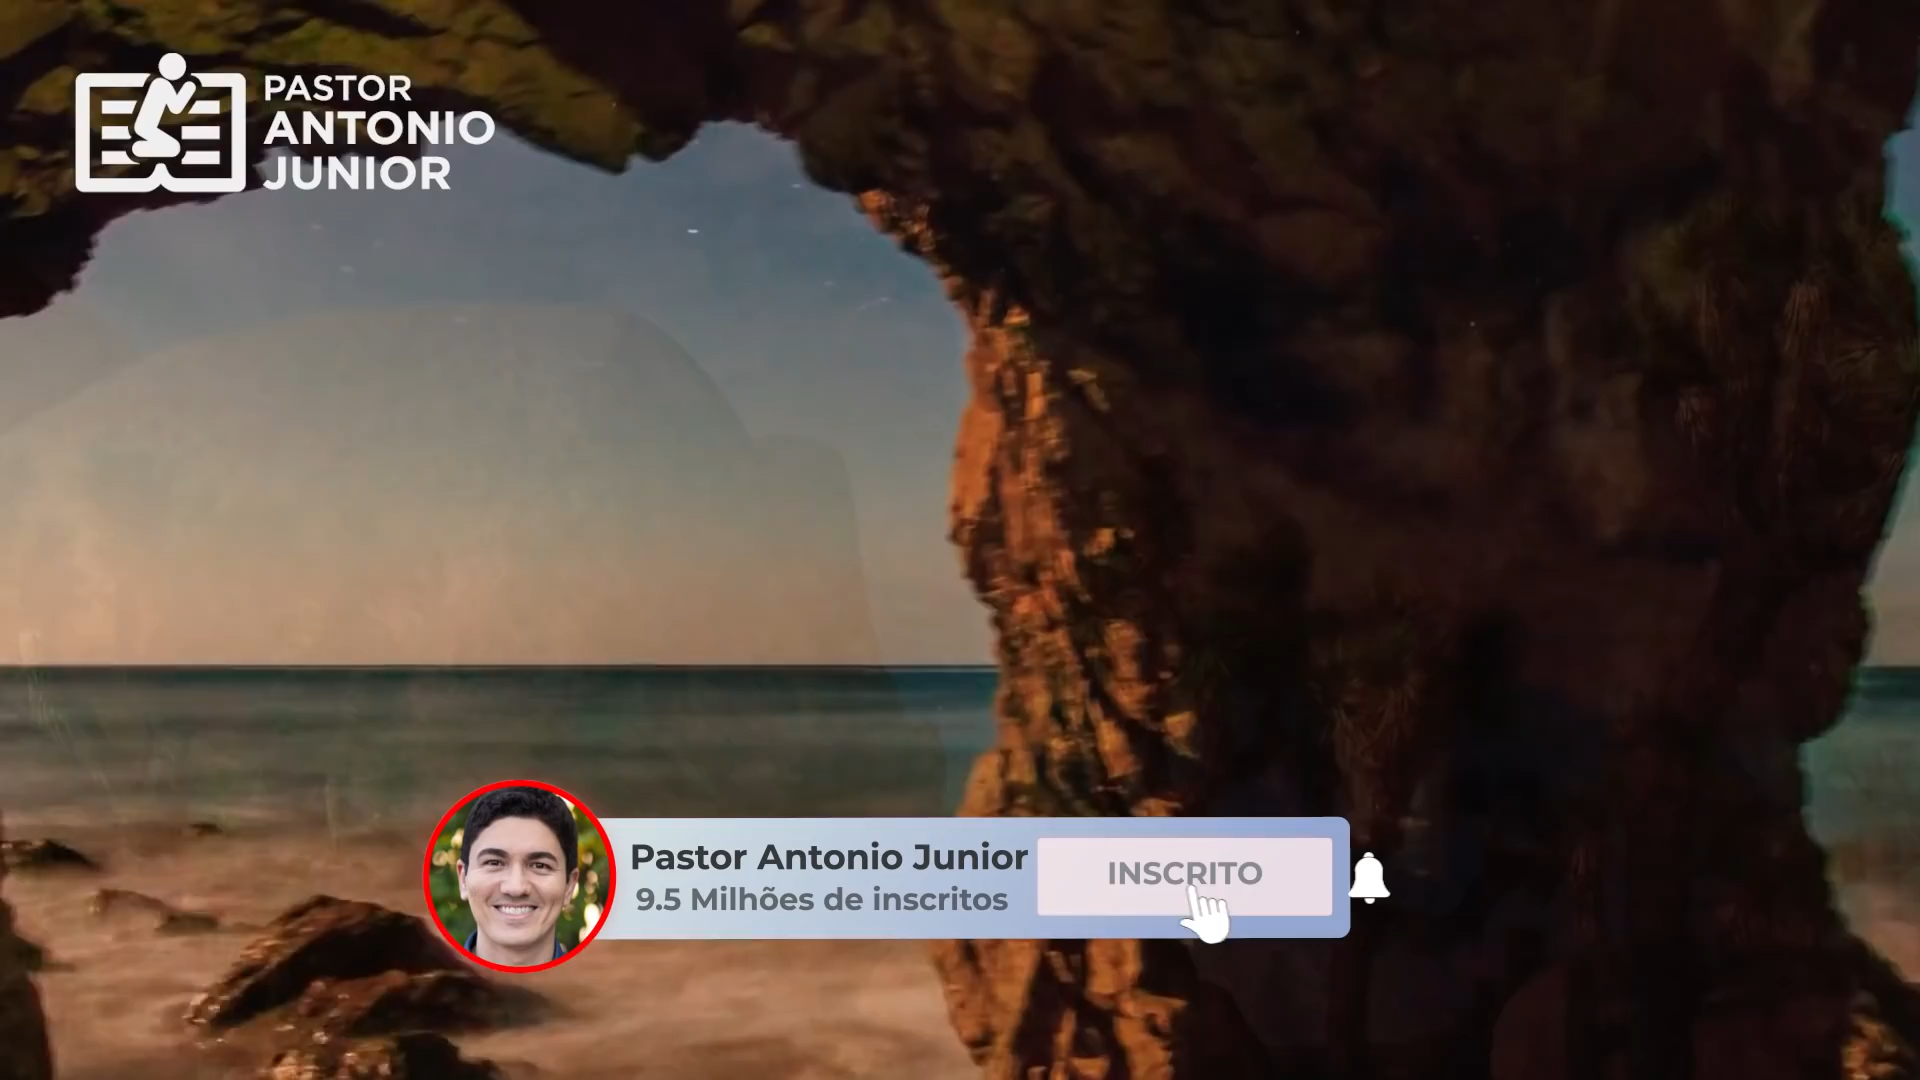 PASTOR
ANTONIO
JUNIOR
Pastor Antonio Junior
9.5 Milhões de inscritos
INSCRITO